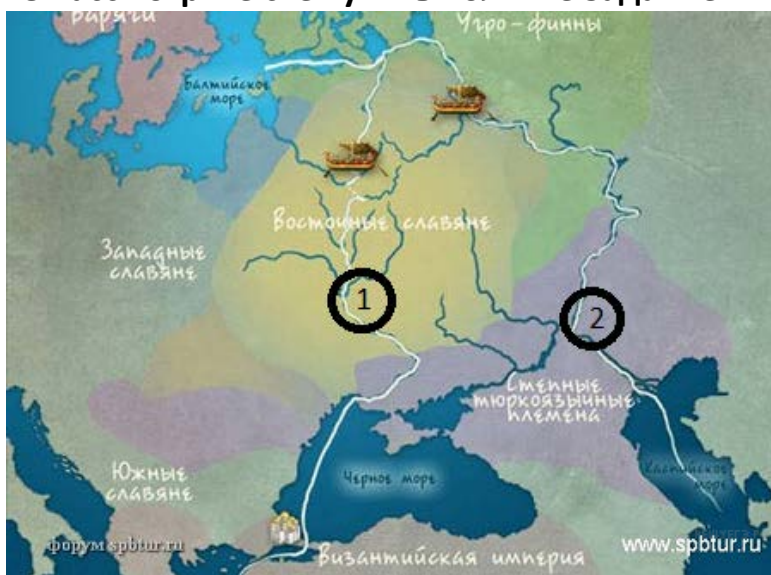 Варяги
Угро-финны
Балтийское
море
Восточные славяне
Западные
славяне
1
2
Степные
тюркоязычные
племена
Южные
славяне
Черное море
Каспийское
море
форум spbtur.ru
www.spbtur.ru
Византийская империя